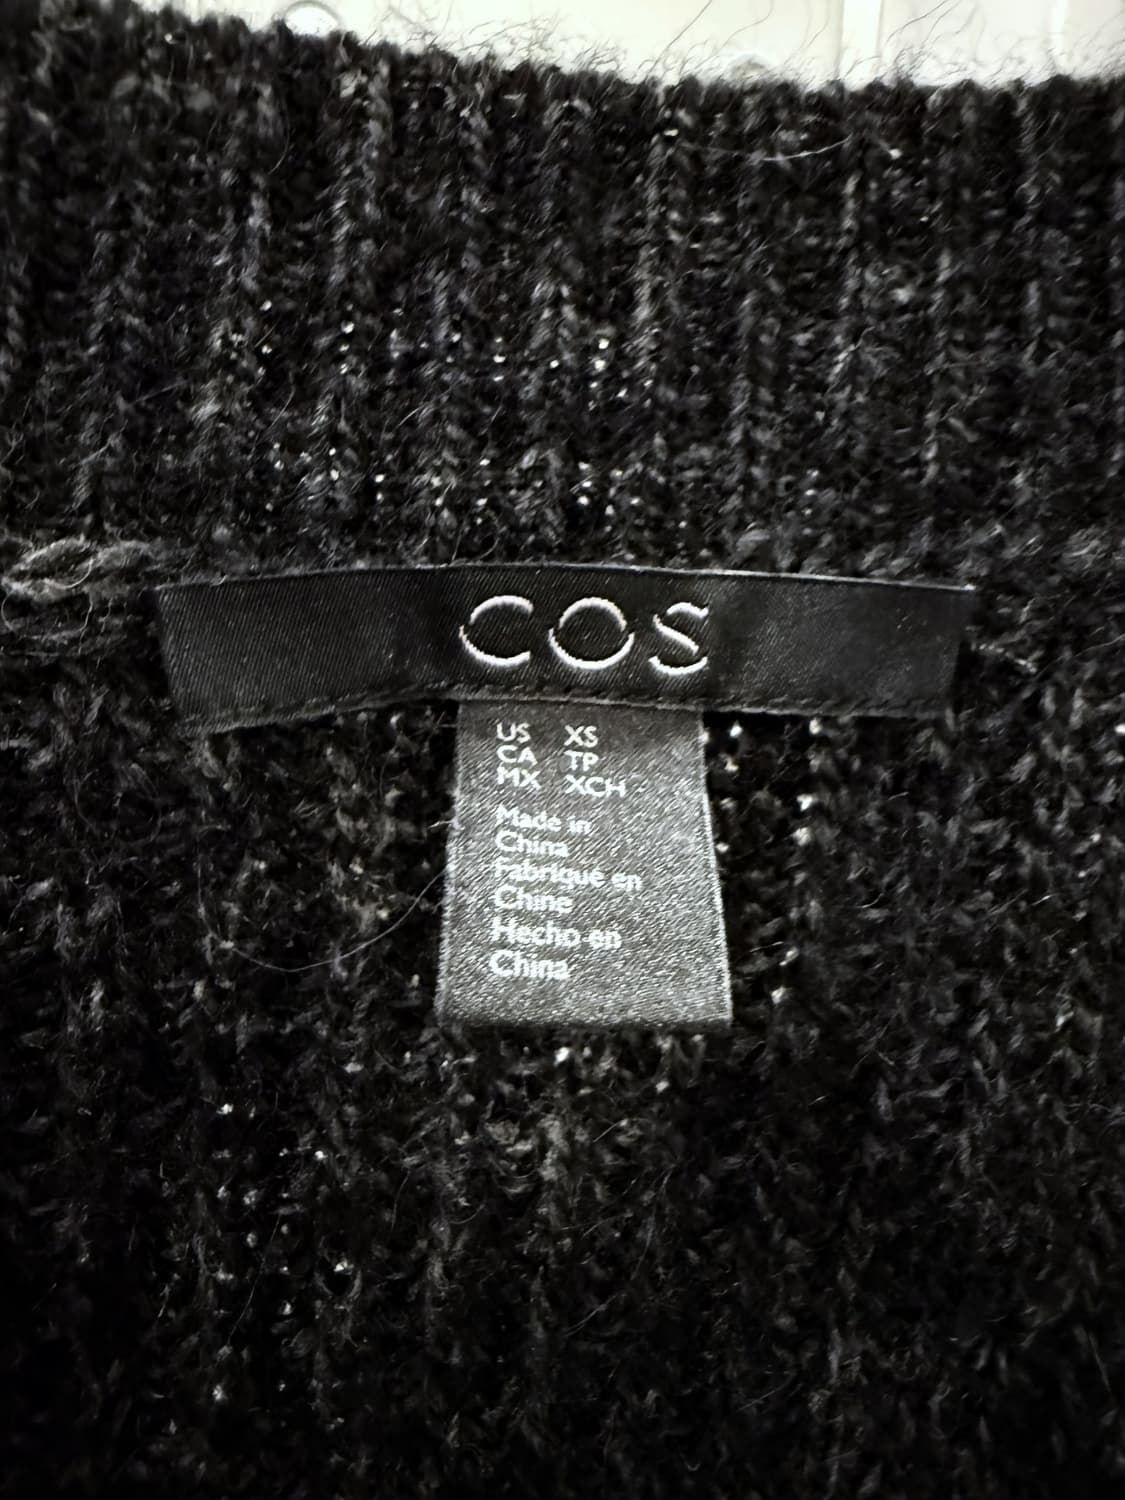 COS
US XS
CA TP
MX XCH
Made in
China
Fabriqué en
Chine
Hecho en
China